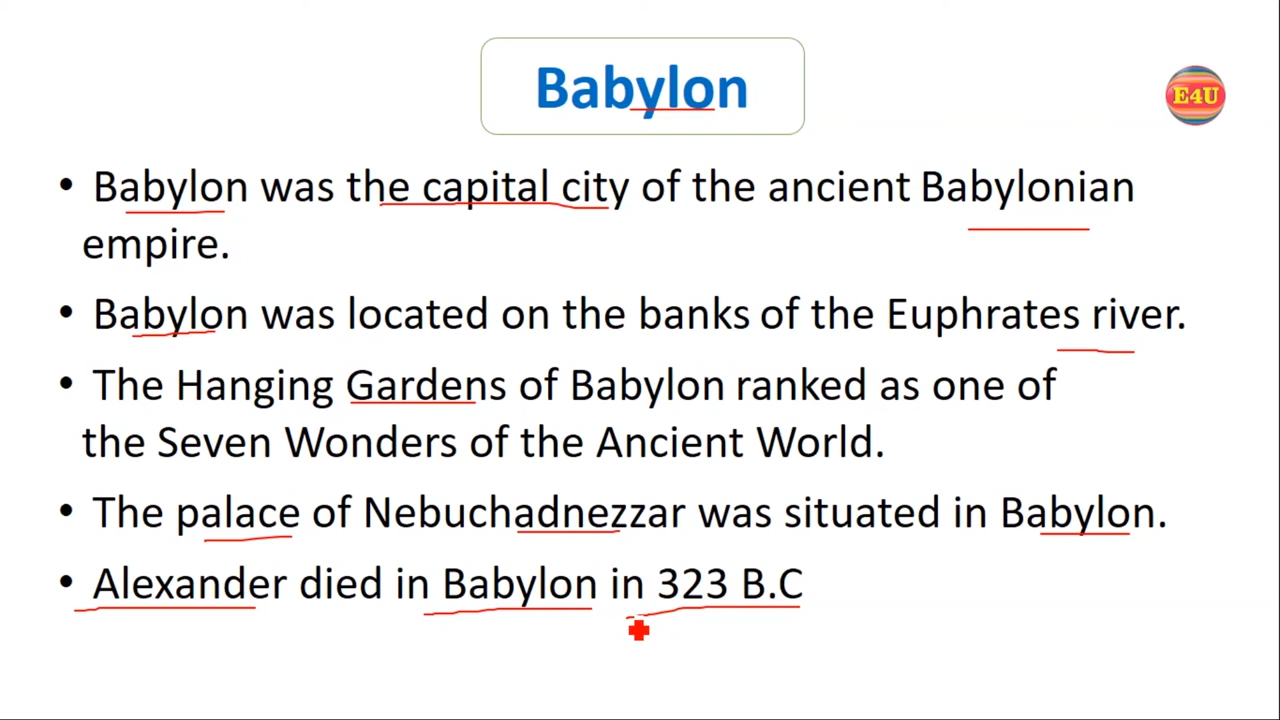 Babylon
E4U
• Babylon was the capital city of the ancient Babylonian
empire.
• Babylon was located on the banks of the Euphrates river.
• The Hanging Gardens of Babylon ranked as one of
the Seven Wonders of the Ancient World.
• The palace of Nebuchadnezzar was situated in Babylon.
• Alexander died in Babylon in 323 B.C